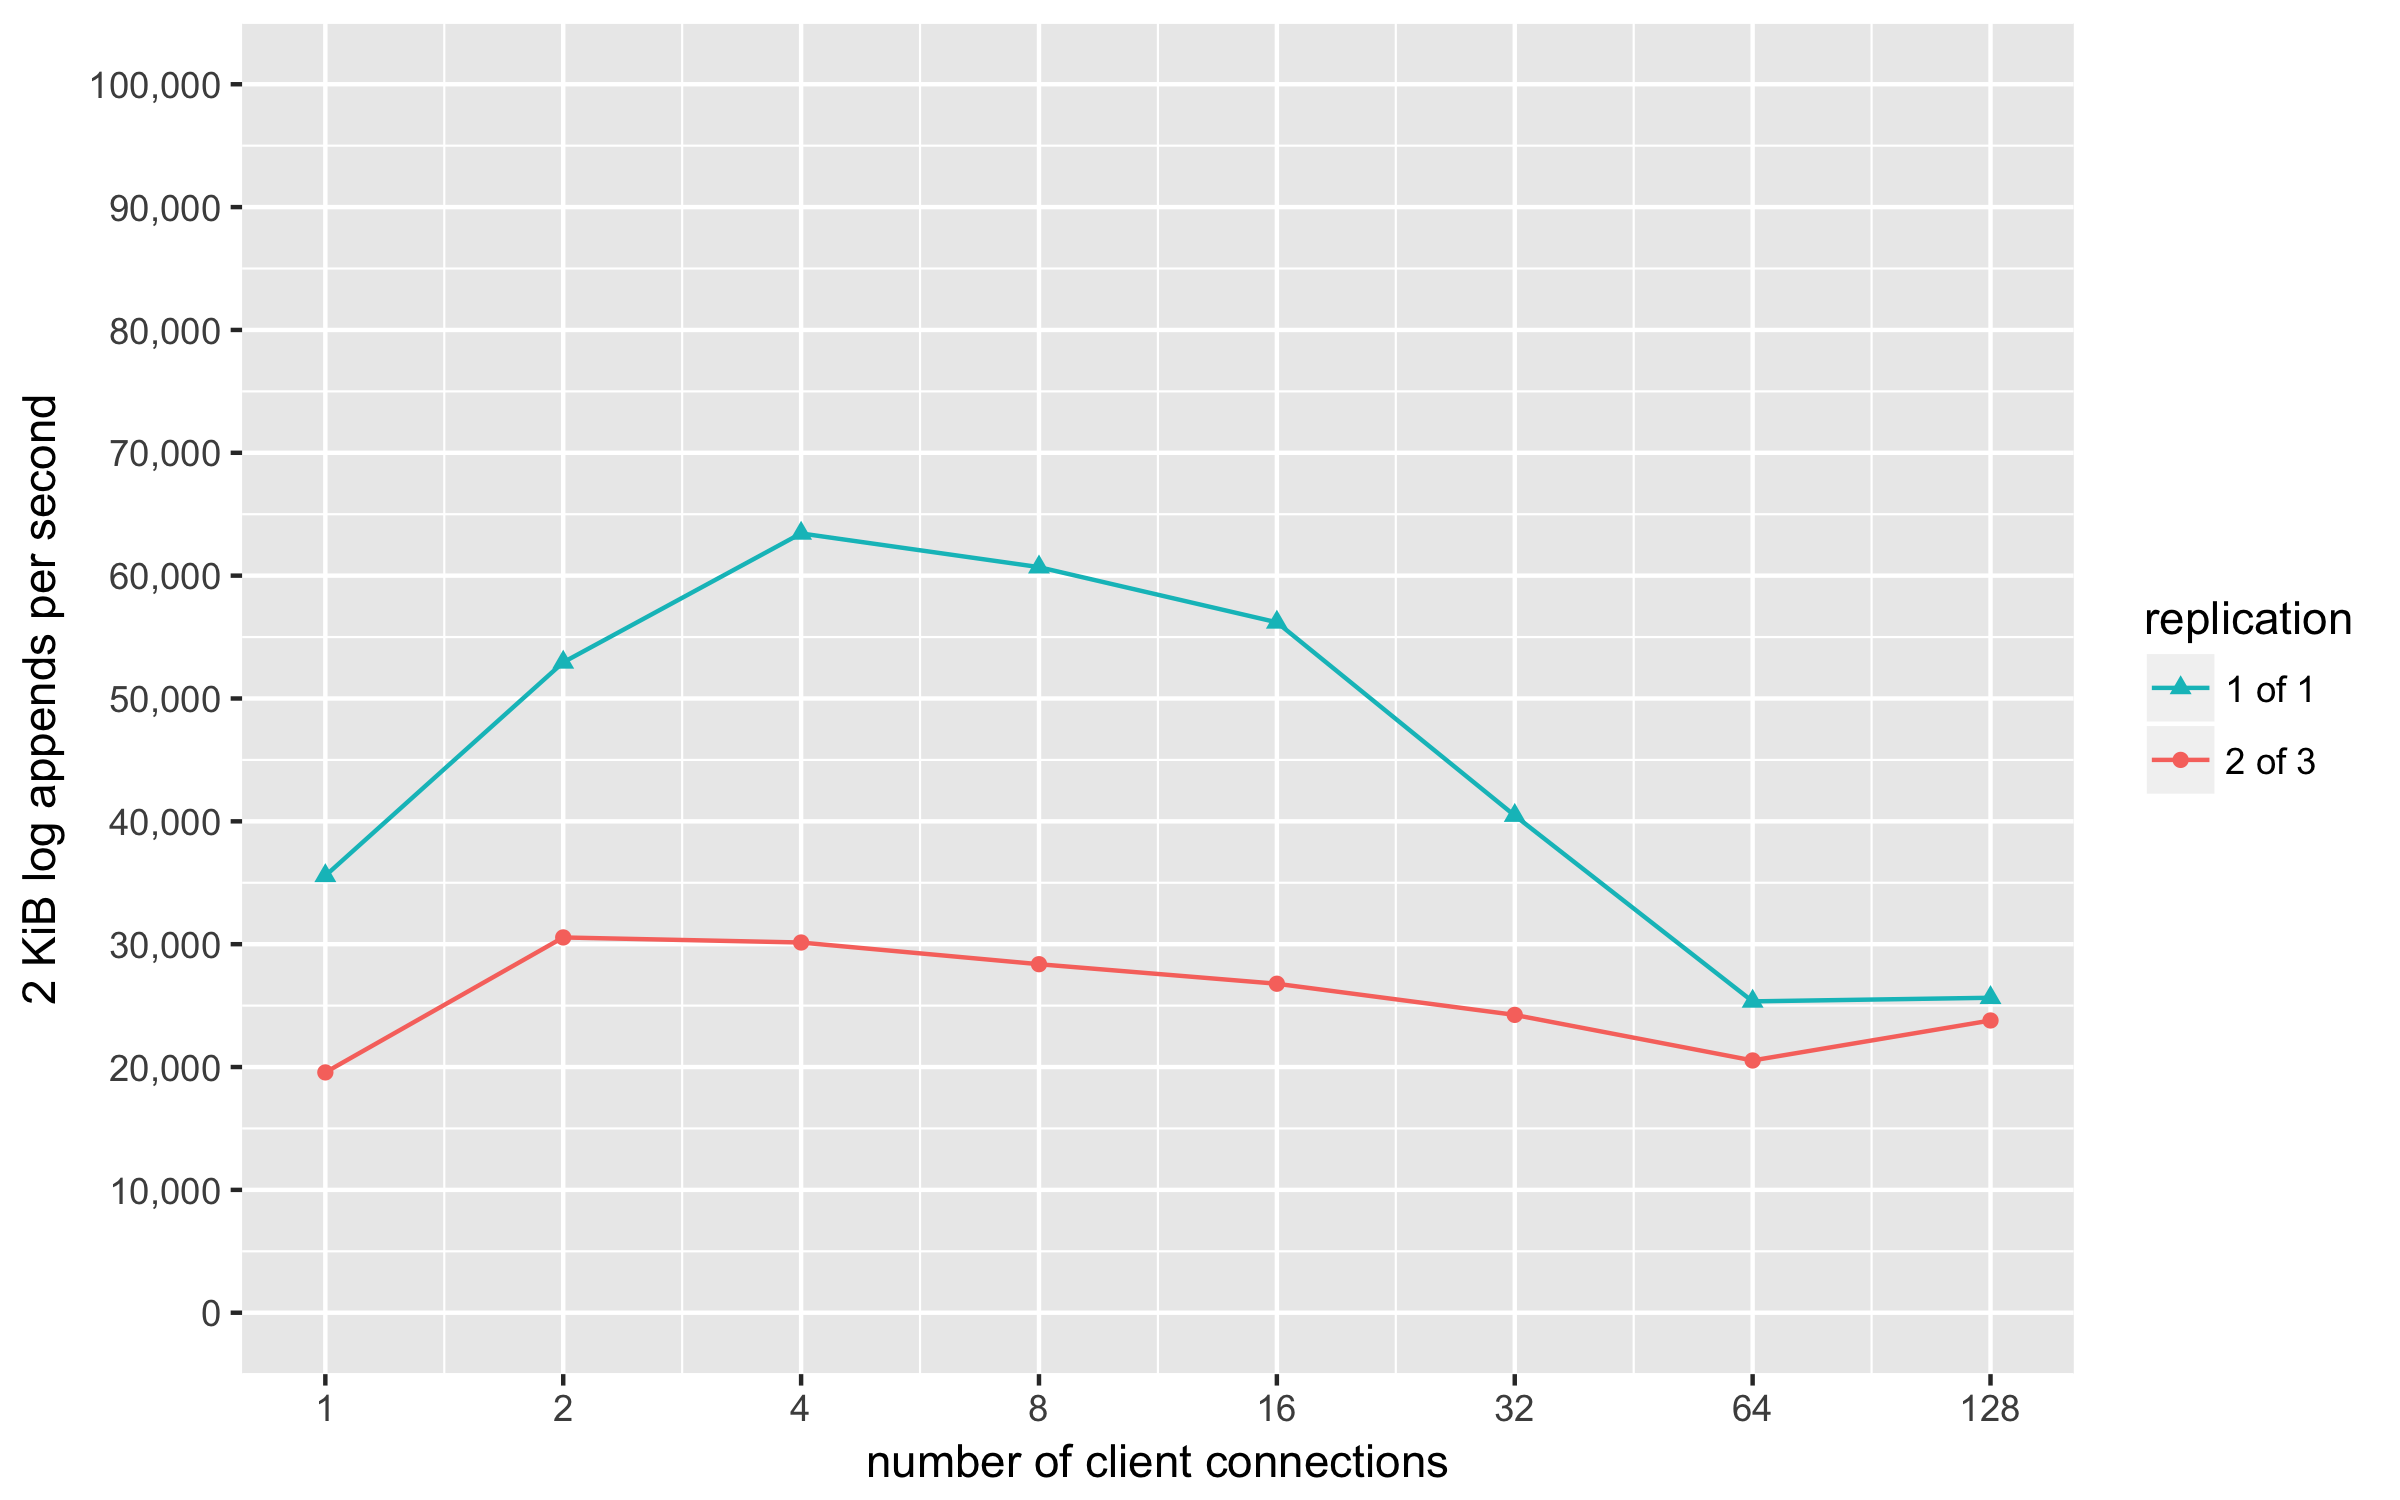 2 KiB log appends per second
100,000
90,000
80,000
70,000
60,000
50,000
40,000
30,000
20,000
10,000
0
1 2 4 8 16 32 64 128
number of client connections
replication
1 of 1
2 of 3